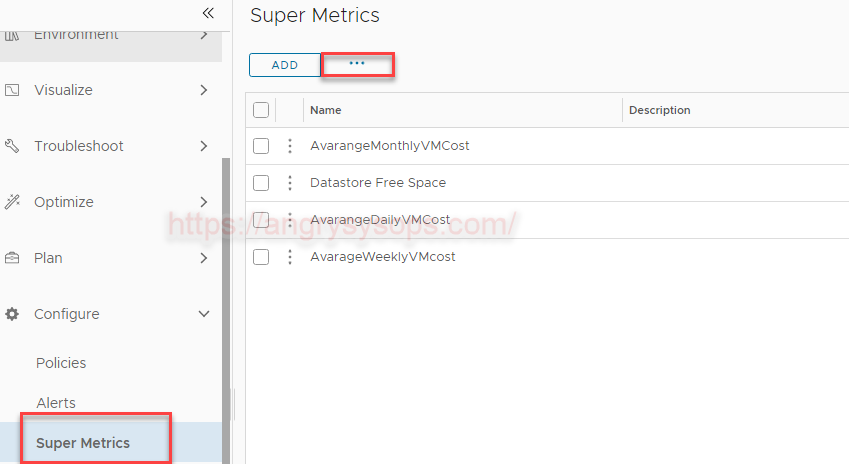 Super Metrics
Environment
ADD
...
Visualize
Name
Description
Troubleshoot
AvarangeMonthlyVMCost
Datastore Free Space
Optimize
AvarangeDailyVMCost
https://angrysysops.com/
Plan
AvarageWeeklyVMcost
Configure
Policies
Alerts
Super Metrics